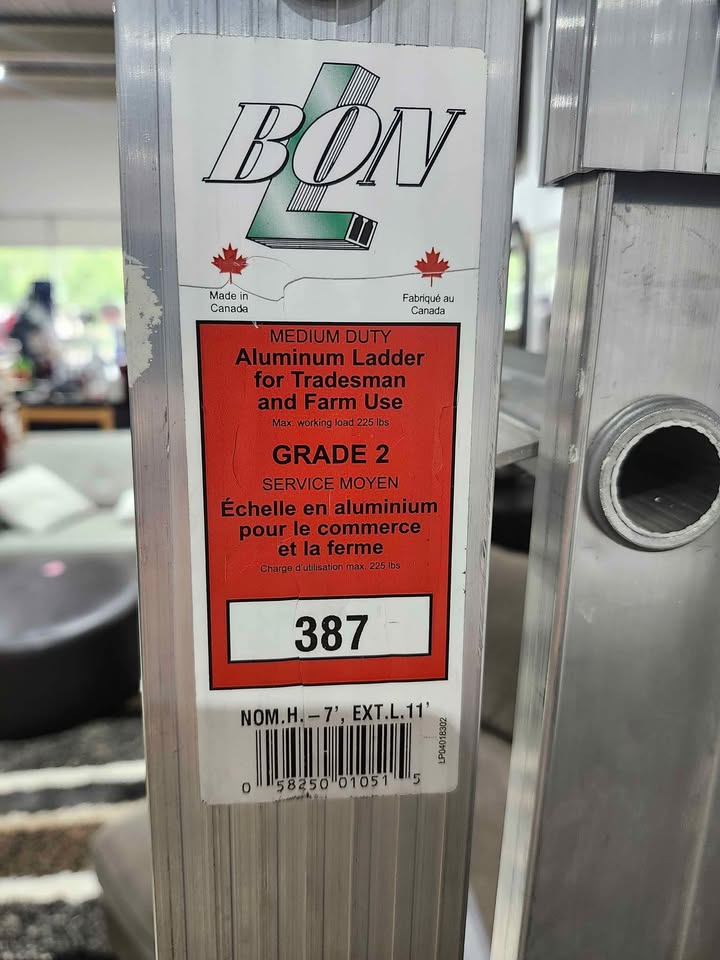 BON
L
Made in
Canada
Fabriqué au
Canada
MEDIUM DUTY
Aluminum Ladder
for Tradesman
and Farm Use
Max. working load 225 lbs
GRADE 2
SERVICE MOYEN
Échelle en aluminium
pour le commerce
et la ferme
Charge d'utilisation max. 225 lbs
387
NOM.H.–7', EXT.L.11'
LP04018302
0 58250 01051 5